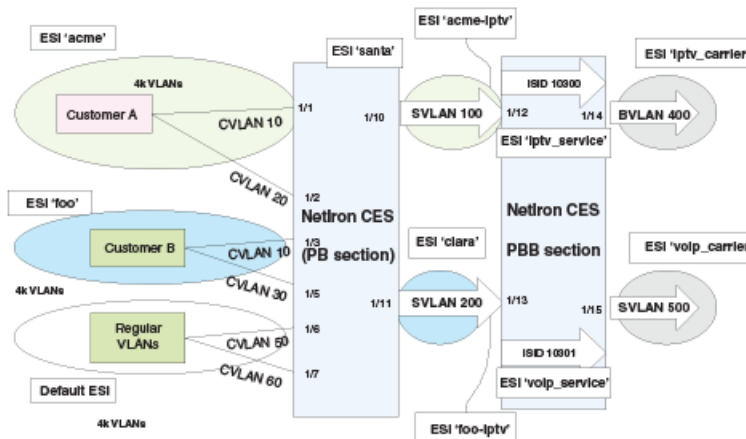 ESI 'acme'
ESI 'santa'
ESI 'acme-iptv'
ESI 'iptv_carrier
4k VLANs
Customer A
CVLAN 10
CVLAN 20
1/1
1/2
1/10
SVLAN 100
ISID 10300
1/12
1/14
BVLAN 400
ESI 'iptv_service'
ESI 'foo'
Customer B
CVLAN 10
CVLAN 30
4k VLANs
1/3
1/5
NetIron CES
(PB section)
ESI 'clara'
NetIron CES
PBB section
ESI 'voip_carrier
1/11
SVLAN 200
1/13
1/15
SVLAN 500
Regular
VLANs
CVLAN 50
CVLAN 60
1/6
1/7
ISID 10301
ESI 'voip_service'
Default ESI
4k VLANs
ESI 'foo-iptv'